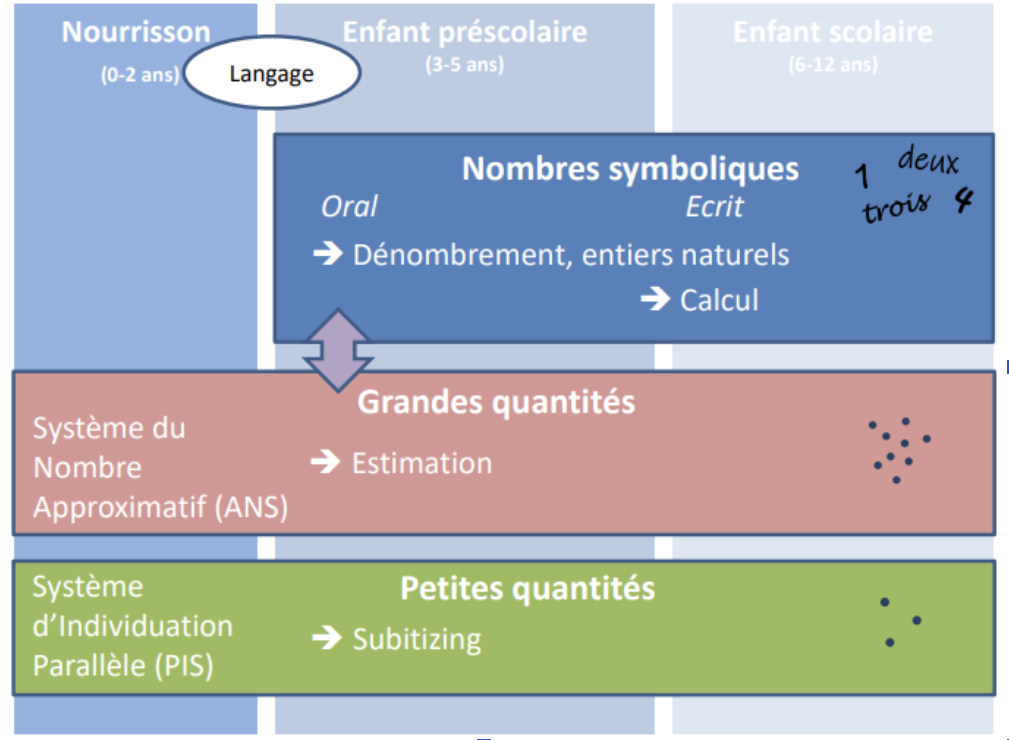 Nourrisson
(0-2 ans)
Langage
Enfant préscolaire
(3-5 ans)
Enfant scolaire
(6-12 ans)
Nombres symboliques
1 deux
trois 4
Oral
Ecrit
➔ Dénombrement, entiers naturels
➔ Calcul
Grandes quantités
Système du
Nombre
Approximatif (ANS)
➔ Estimation
Petites quantités
Système
d’Individuation
Parallèle (PIS)
➔ Subitizing